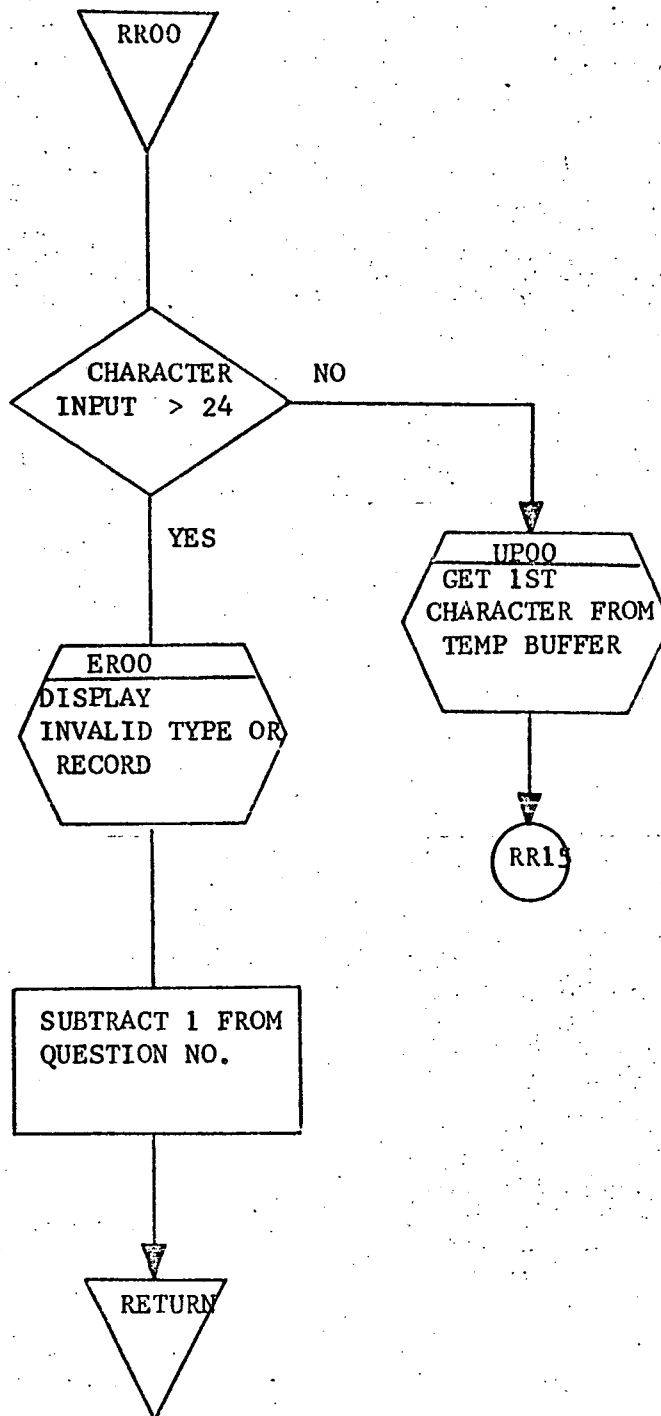 RR00
CHARACTER
INPUT > 24
NO
YES
UP00
GET 1ST
CHARACTER FROM
TEMP BUFFER
ER00
DISPLAY
INVALID TYPE OR
RECORD
RR15
SUBTRACT 1 FROM
QUESTION NO.
RETURN